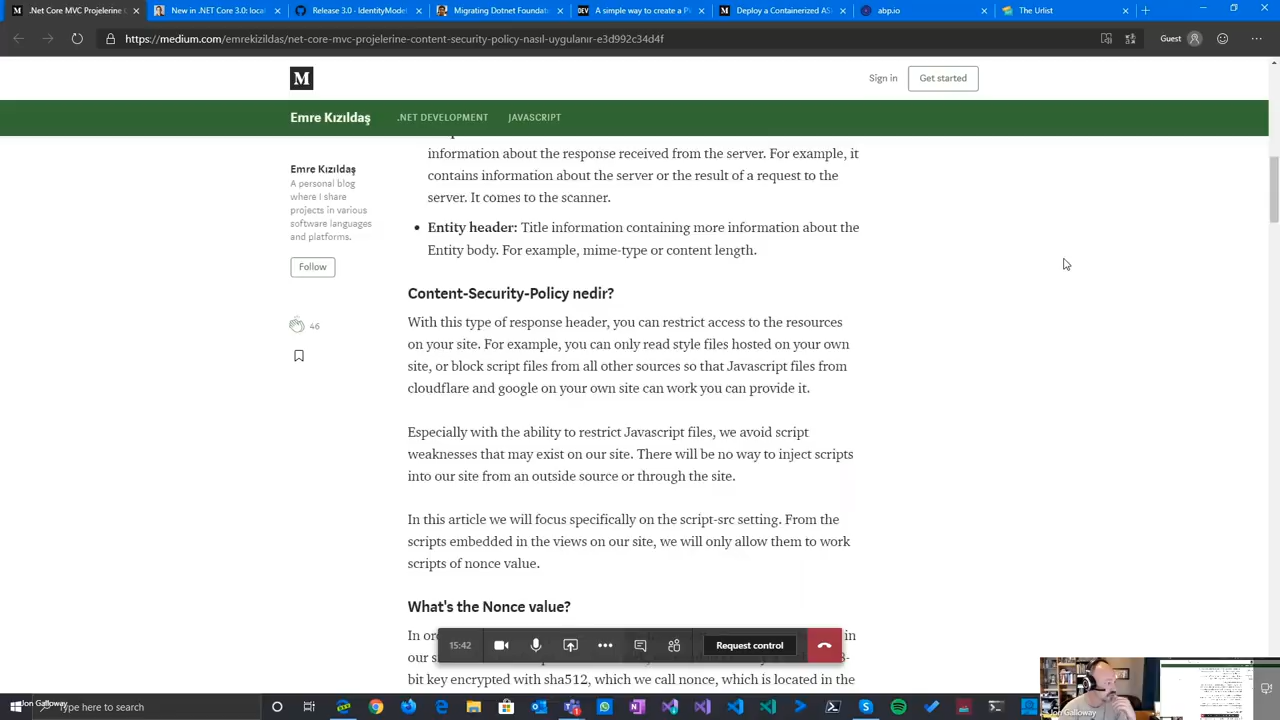 .Net Core MVC Projelerine C
New in .NET Core 3.0: local
Release 3.0 · IdentityMode
Migrating Dotnet Foundatio
DEV
A simple way to create a P
Deploy a Containerized AS
abp.io
The Urlist
https://medium.com/emrekizildas/net-core-mvc-projelerine-content-security-policy-nasıl-uygulanır-e3d992c34d4f
Guest
M
Sign in
Get started
Emre Kızıldaş
.NET DEVELOPMENT
JAVASCRIPT
Emre Kızıldaş
A personal blog
where I share
projects in various
software languages
and platforms.
Follow
46
information about the response received from the server. For example, it
contains information about the server or the result of a request to the
server. It comes to the scanner.
• Entity header: Title information containing more information about the
Entity body. For example, mime-type or content length.
Content-Security-Policy nedir?
With this type of response header, you can restrict access to the resources
on your site. For example, you can only read style files hosted on your own
site, or block script files from all other sources so that Javascript files from
cloudflare and google on your own site can work you can provide it.
Especially with the ability to restrict Javascript files, we avoid script
weaknesses that may exist on our site. There will be no way to inject scripts
into our site from an outside source or through the site.
In this article we will focus specifically on the script-src setting. From the
scripts embedded in the views on our site, we will only allow them to work
scripts of nonce value.
What's the Nonce value?
In in
our
bit key encrypted with sha512, which we call nonce, which is located in the
15:42
Request control
Jon Galloway
Type here to search
Jon Galloway